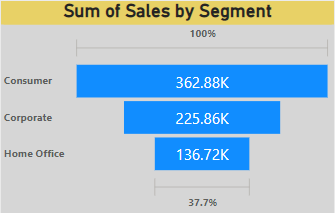 Sum of Sales by Segment
100%
Consumer 362.88K
Corporate 225.86K
Home Office 136.72K
37.7%